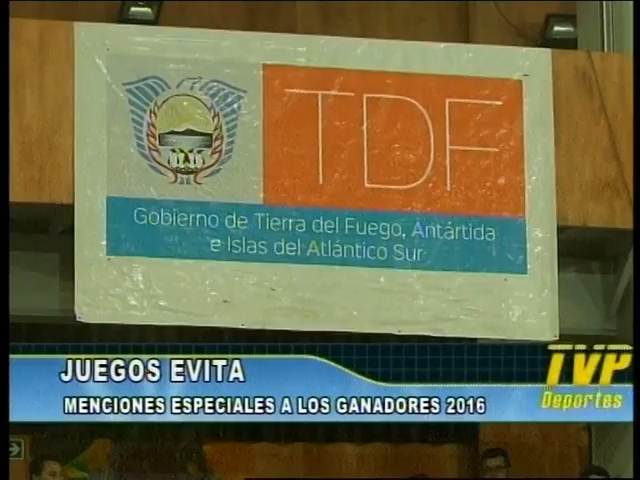 TDF
Gobierno de Tierra del Fuego, Antártida
e Islas del Atlántico Sur
JUEGOS EVITA
MENCIONES ESPECIALES A LOS GANADORES 2016
TVP
Deportes